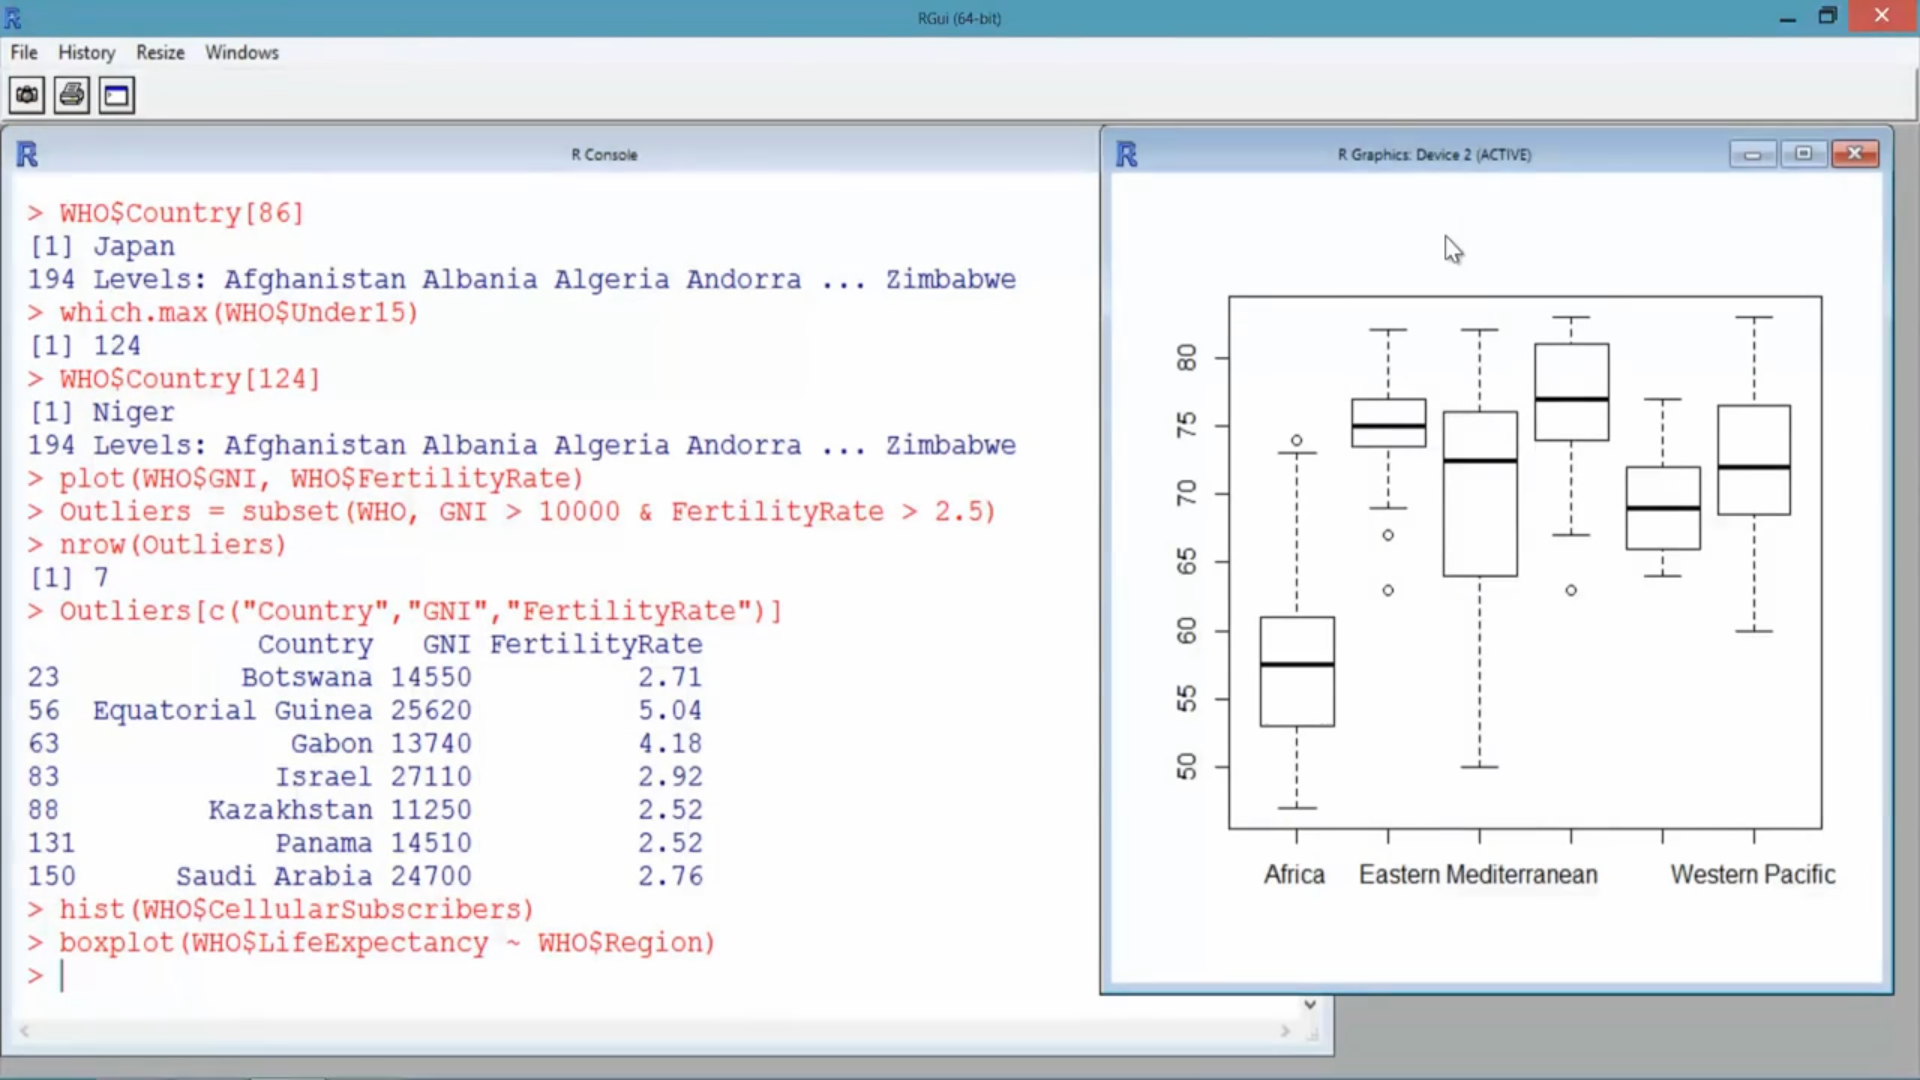 RGui (64-bit)
File History Resize Windows
R Console
> WHO$Country[86]
[1] Japan
194 Levels: Afghanistan Albania Algeria Andorra ... Zimbabwe
> which.max(WHO$Under15)
[1] 124
> WHO$Country[124]
[1] Niger
194 Levels: Afghanistan Albania Algeria Andorra ... Zimbabwe
> plot(WHO$GNI, WHO$FertilityRate)
> Outliers = subset(WHO, GNI > 10000 & FertilityRate > 2.5)
> nrow(Outliers)
[1] 7
> Outliers[c("Country","GNI","FertilityRate")]
Country GNI FertilityRate
23 Botswana 14550 2.71
56 Equatorial Guinea 25620 5.04
63 Gabon 13740 4.18
83 Israel 27110 2.92
88 Kazakhstan 11250 2.52
131 Panama 14510 2.52
150 Saudi Arabia 24700 2.76
> hist(WHO$CellularSubscribers)
> boxplot(WHO$LifeExpectancy ~ WHO$Region)
>
R Graphics: Device 2 (ACTIVE)
80
75
70
65
60
55
50
Africa Eastern Mediterranean Western Pacific